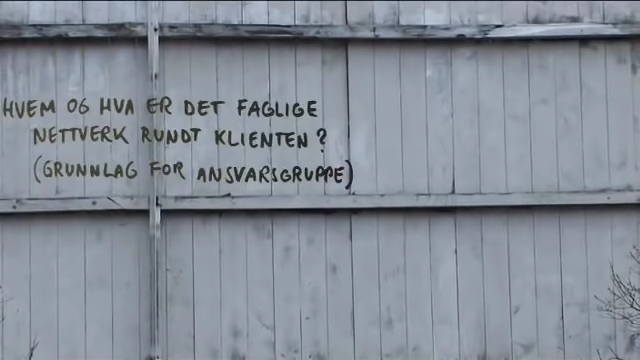 HVEM OG HVA ER DET FAGLIGE
NETTVERK RUNDT KLIENTEN?
(GRUNNLAG FOR ANSVARSGRUPPE)